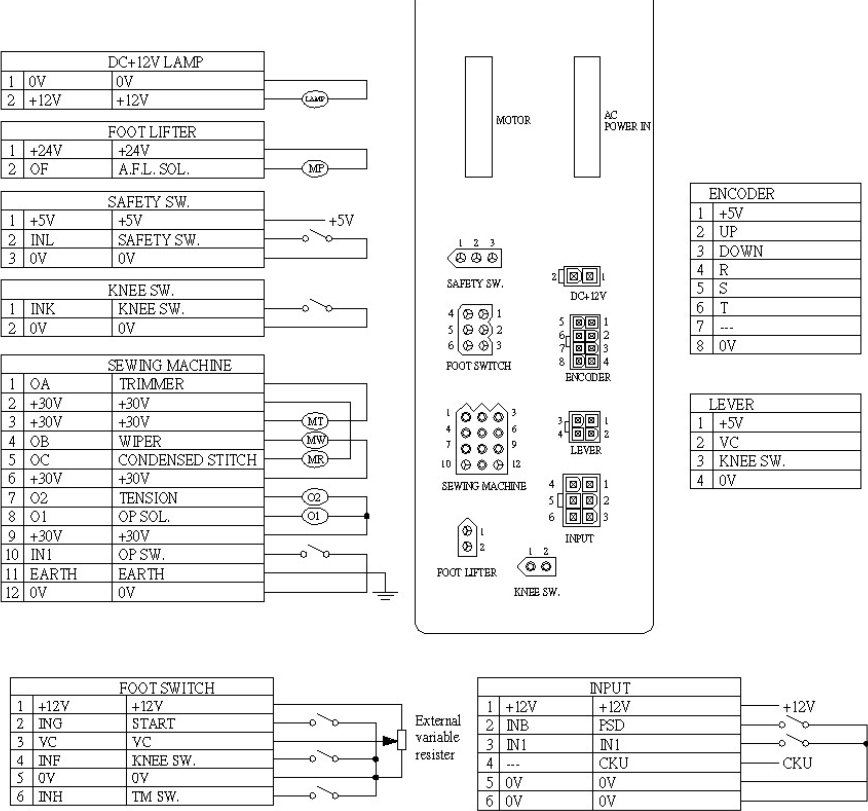 DC+12V LAMP
1 0V 0V
2 +12V +12V
LAMP
FOOT LIFTER
1 +24V +24V
2 OF A.F.L. SOL.
MP
SAFETY SW.
1 +5V +5V +5V
2 INL SAFETY SW.
3 0V 0V
KNEE SW.
1 INK KNEE SW.
2 0V 0V
SEWING MACHINE
1 OA TRIMMER
2 +30V +30V
3 +30V +30V MT
4 OB WIPER MW
5 OC CONDENSED STITCH MR
6 +30V +30V
7 O2 TENSION O2
8 O1 OP SOL. O1
9 +30V +30V
10 IN1 OP SW.
11 EARTH EARTH
12 0V 0V
MOTOR
AC
POWER IN
1 2 3
SAFETY SW.
2 1
DC+12V
4 1
5 2
6 3
FOOT SWITCH
5 1
6 2
7 3
8 4
ENCODER
1 3
4 6
7 9
10 12
SEWING MACHINE
3 1
4 2
LEVER
4 1
5 2
6 3
INPUT
1
2
FOOT LIFTER
1 2
KNEE SW.
ENCODER
1 +5V
2 UP
3 DOWN
4 R
5 S
6 T
7 ---
8 0V
LEVER
1 +5V
2 VC
3 KNEE SW.
4 0V
FOOT SWITCH
1 +12V +12V
2 ING START
3 VC VC
4 INF KNEE SW.
5 0V 0V
6 INH TM SW.
External
variable
resister
INPUT
1 +12V +12V +12V
2 INB PSD
3 IN1 IN1
4 --- CKU CKU
5 0V 0V
6 0V 0V